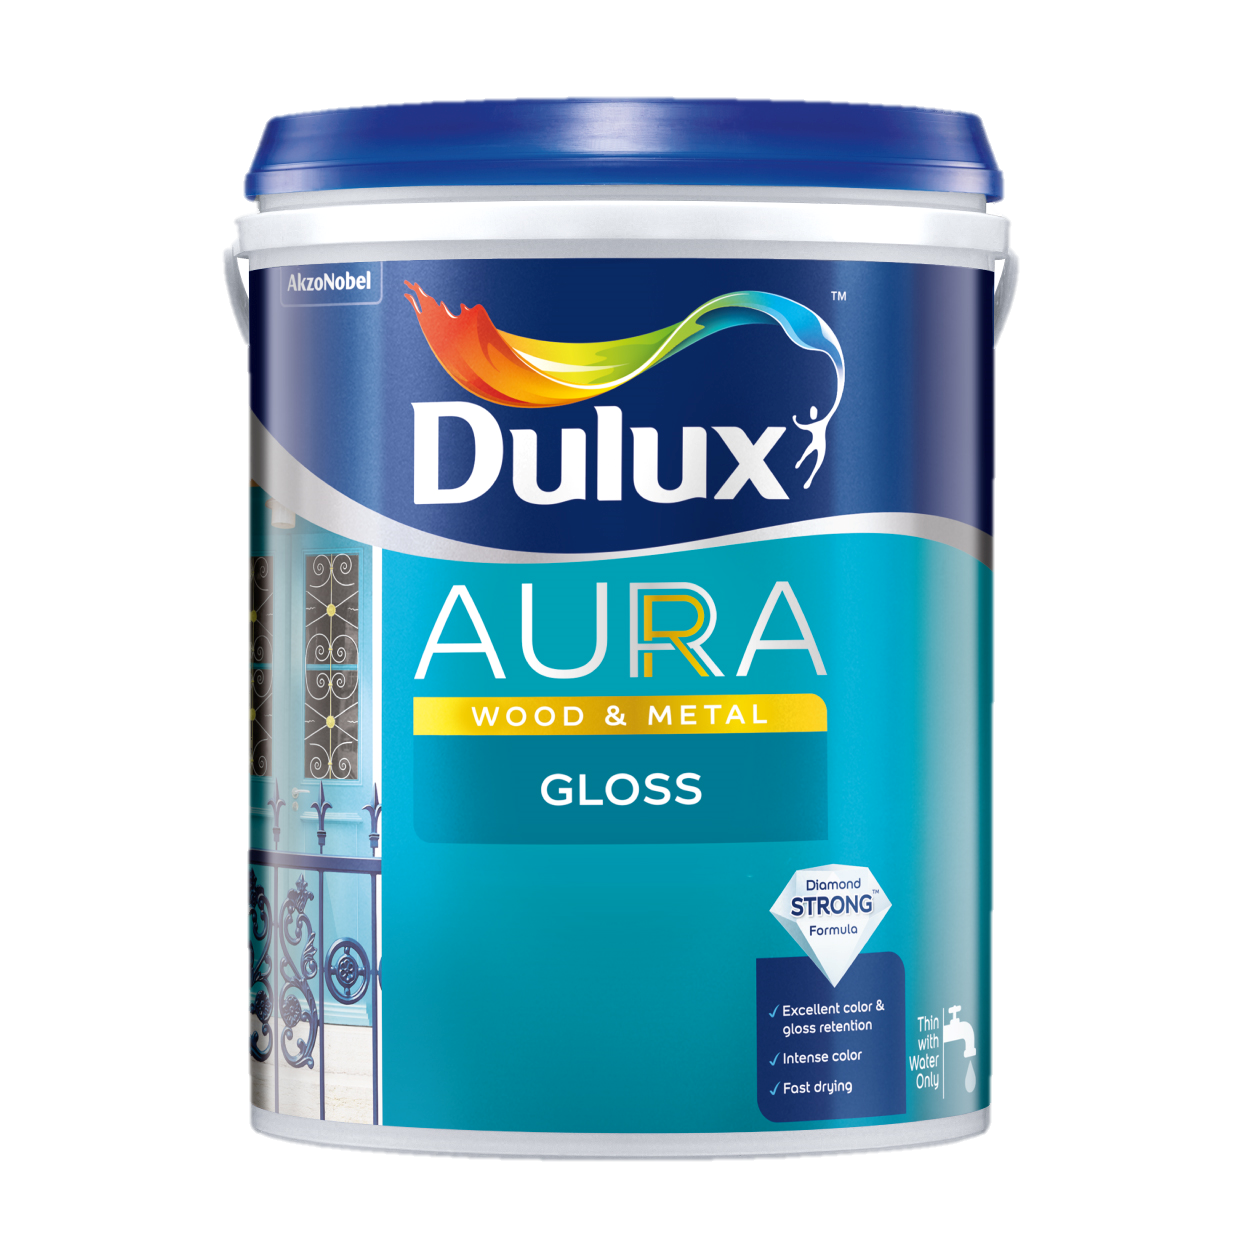 AkzoNobel
TM
Dulux
AURA
WOOD & METAL
GLOSS
Diamond
STRONG™
Formula
✓ Excellent color &
gloss retention
✓ Intense color
✓ Fast drying
Thin
with
Water
Only